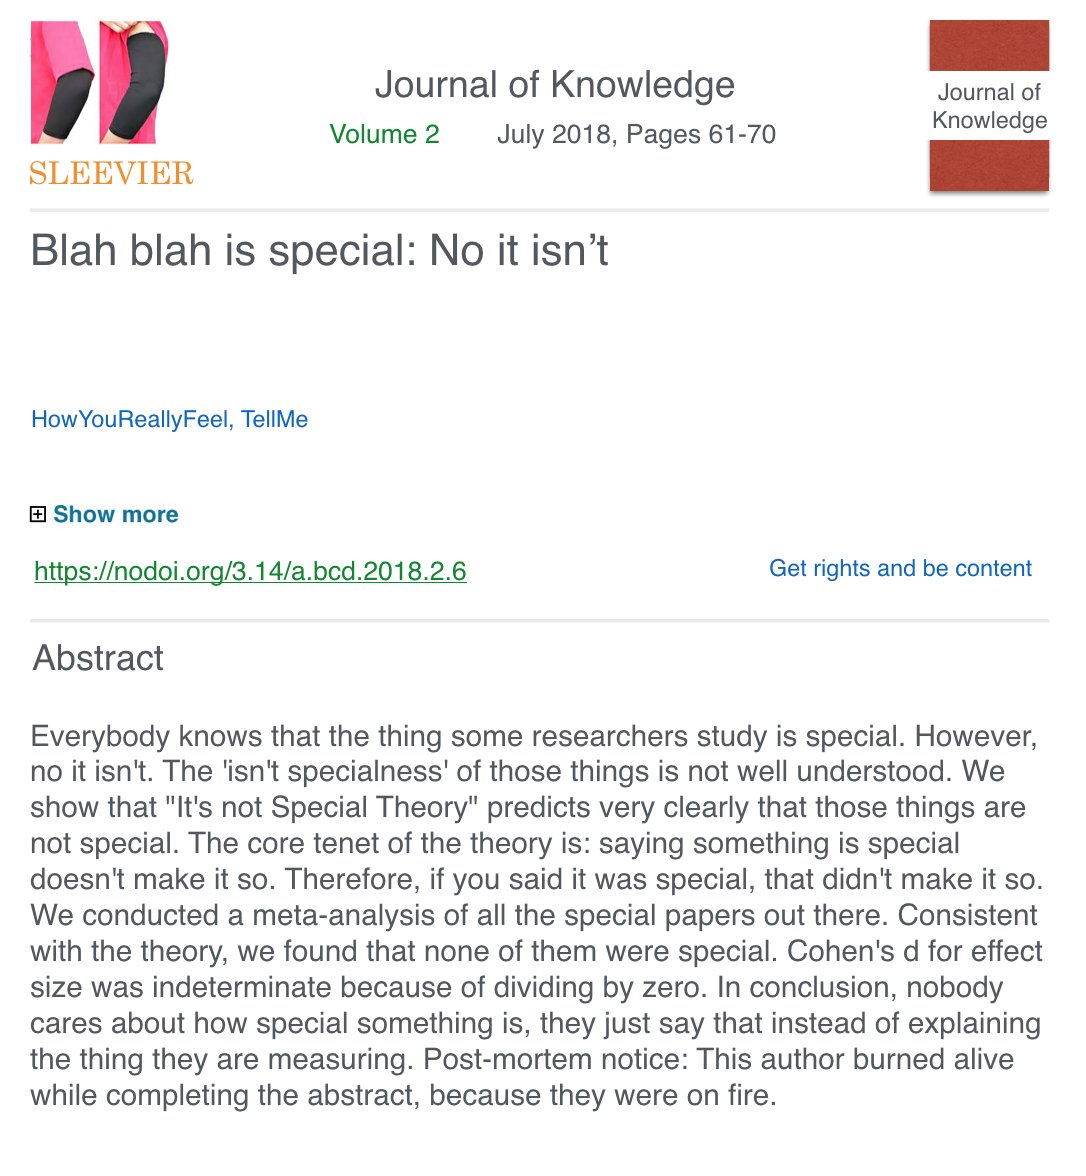 Journal of Knowledge
Volume 2 July 2018, Pages 61-70
SLEEVIER
Journal of
Knowledge
Blah blah is special: No it isn’t
HowYouReallyFeel, TellMe
Show more
https://nodoi.org/3.14/a.bcd.2018.2.6
Get rights and be content
Abstract
Everybody knows that the thing some researchers study is special. However,
no it isn't. The 'isn't specialness' of those things is not well understood. We
show that "It's not Special Theory" predicts very clearly that those things are
not special. The core tenet of the theory is: saying something is special
doesn't make it so. Therefore, if you said it was special, that didn't make it so.
We conducted a meta-analysis of all the special papers out there. Consistent
with the theory, we found that none of them were special. Cohen's d for effect
size was indeterminate because of dividing by zero. In conclusion, nobody
cares about how special something is, they just say that instead of explaining
the thing they are measuring. Post-mortem notice: This author burned alive
while completing the abstract, because they were on fire.